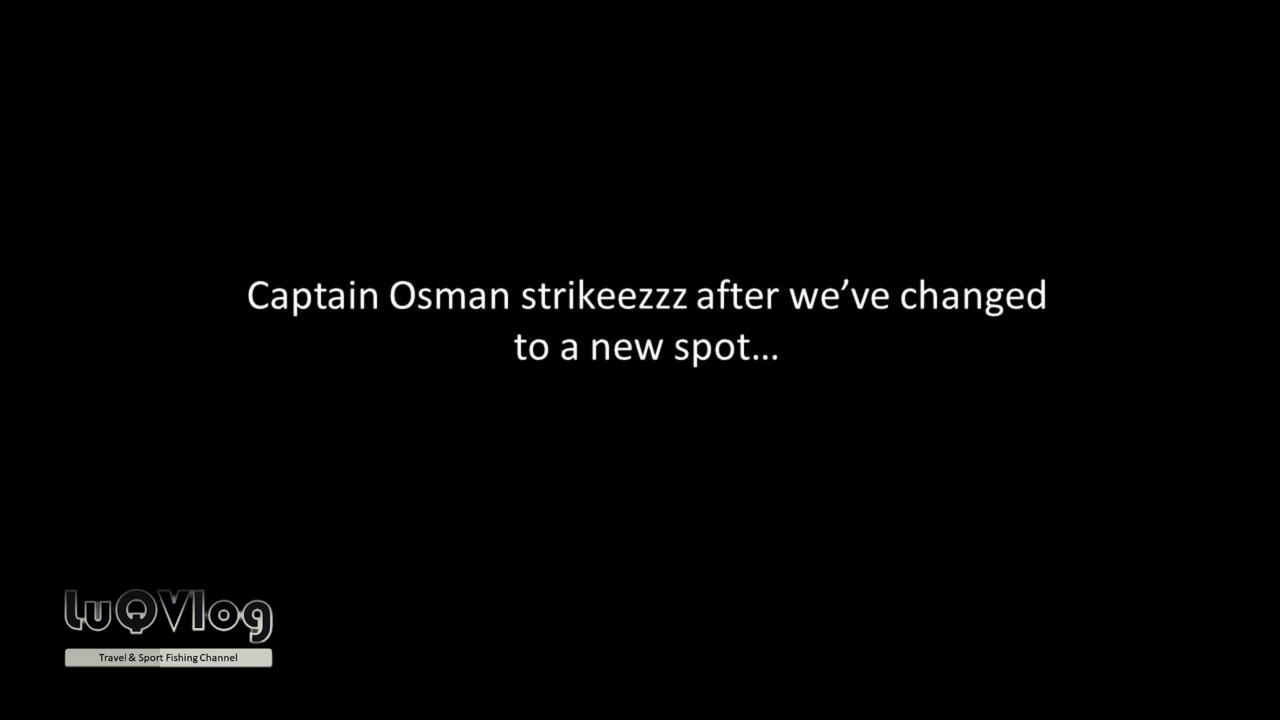 Captain Osman strikeezzz after we’ve changed
to a new spot…
LuQVlog
Travel & Sport Fishing Channel